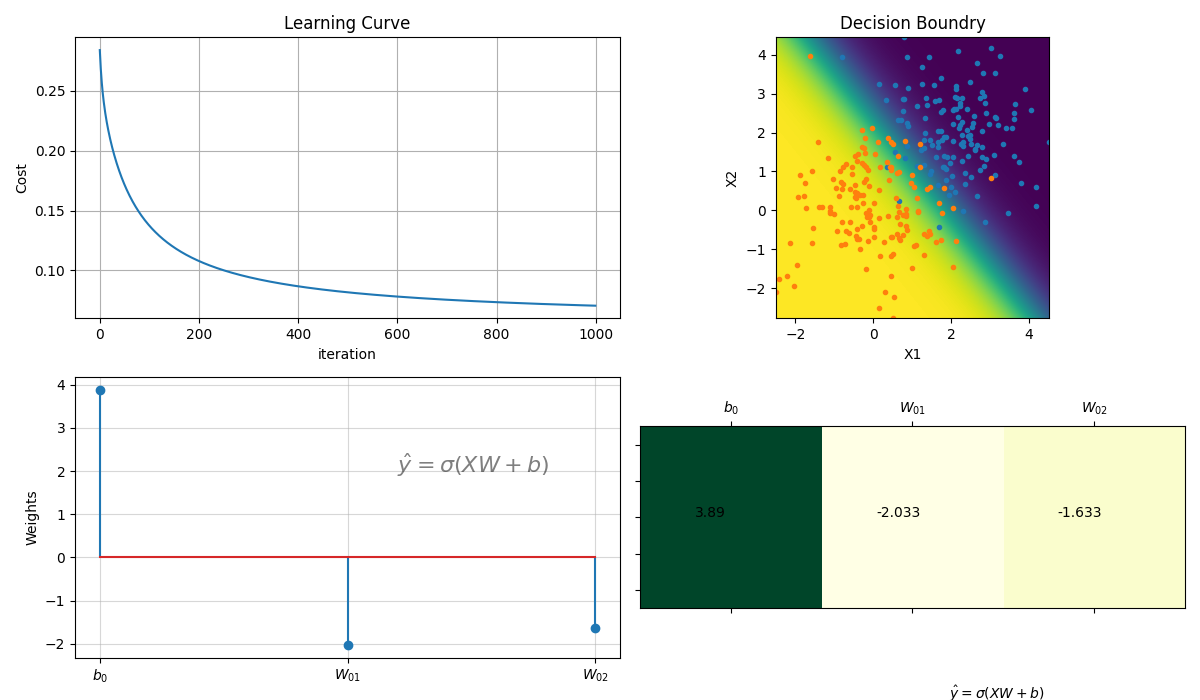 Learning Curve
0.25
0.20
0.15
0.10
Cost
0 200 400 600 800 1000
iteration
Decision Boundry
4
3
2
1
0
−1
−2
X2
−2 0 2 4
X1
4
3
2
1
0
−1
−2
Weights
ŷ = σ(XW + b)
b₀ W₀₁ W₀₂
b₀ W₀₁ W₀₂
3.89 -2.033 -1.633
ŷ = σ(XW + b)